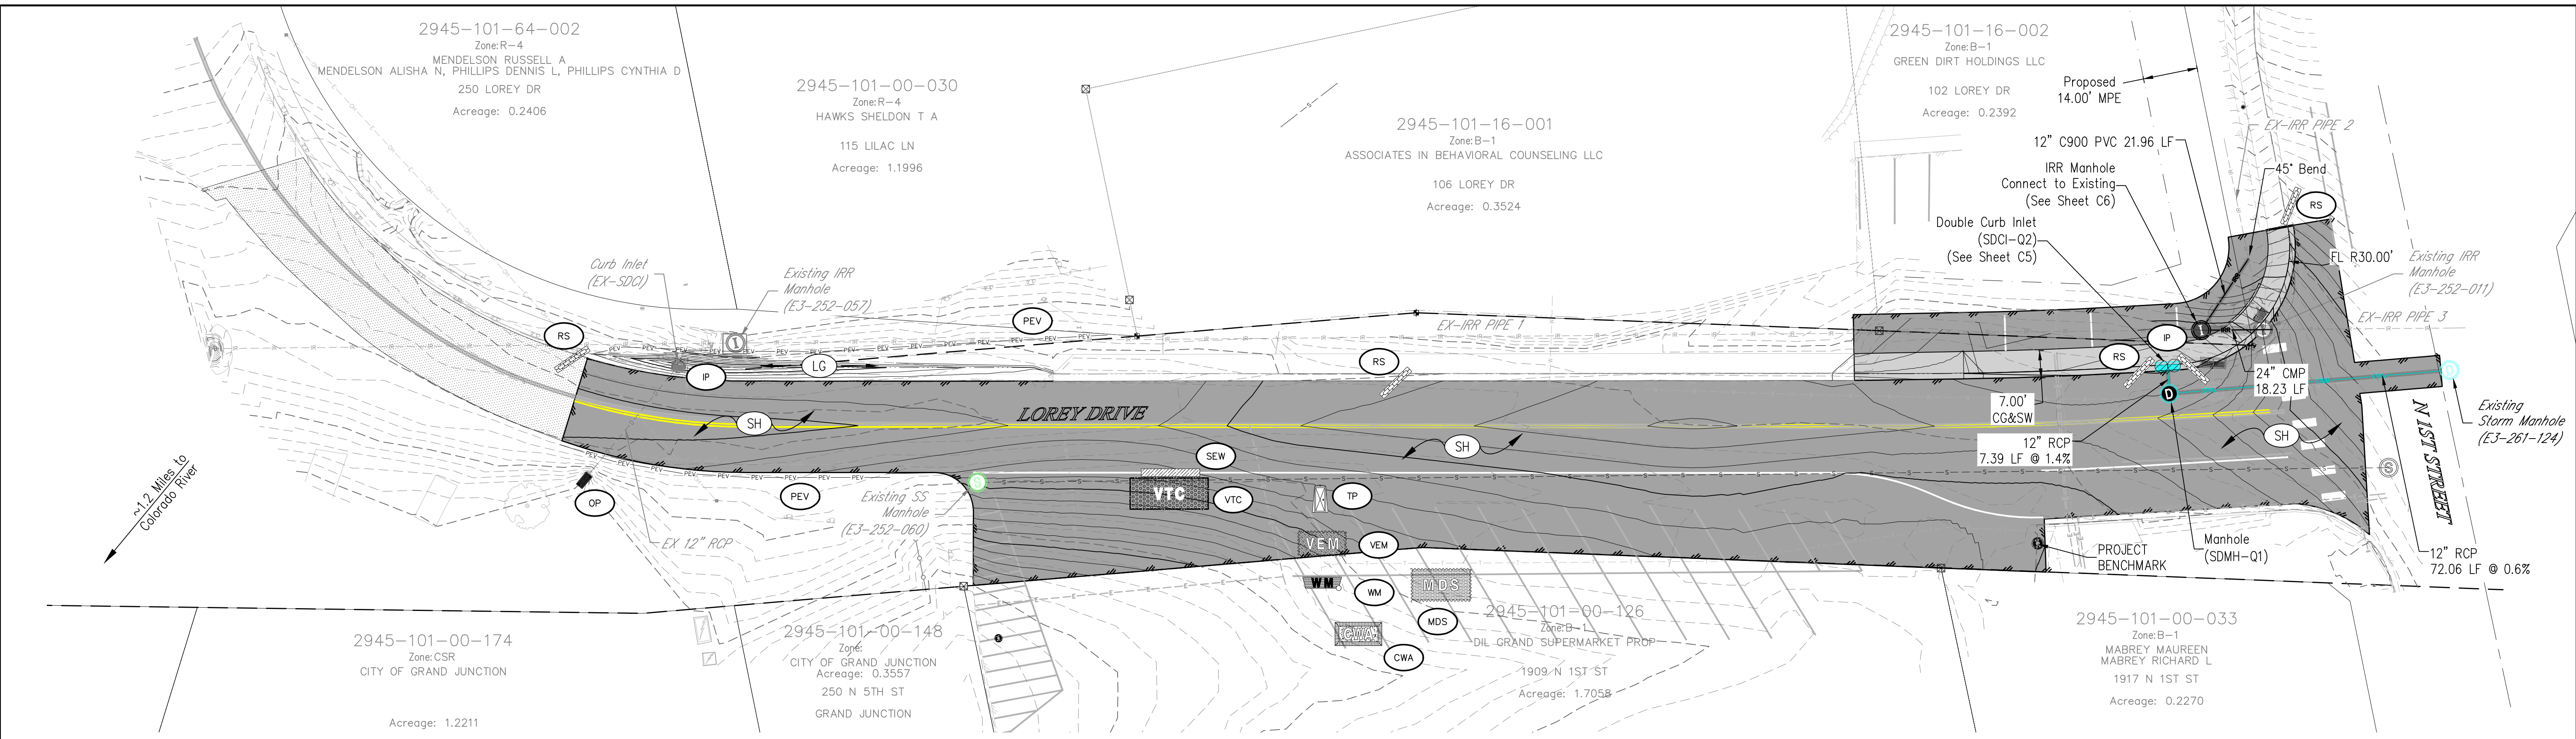 2945-101-64-002
Zone:R-4
MENDELSON RUSSELL A
MENDELSON ALISHA N, PHILLIPS DENNIS L, PHILLIPS CYNTHIA D
250 LOREY DR
Acreage: 0.2406
2945-101-00-030
Zone:R-4
HAWKS SHELDON T A
115 LILAC LN
Acreage: 1.1996
2945-101-16-001
Zone:B-1
ASSOCIATES IN BEHAVIORAL COUNSELING LLC
106 LOREY DR
Acreage: 0.3524
2945-101-16-002
Zone:B-1
GREEN DIRT HOLDINGS LLC
102 LOREY DR
Acreage: 0.2392
Proposed
14.00' MPE
12" C900 PVC 21.96 LF
IRR Manhole
Connect to Existing
(See Sheet C6)
Double Curb Inlet
(SDCI-Q2)
(See Sheet C5)
EX-IRR PIPE 2
45° Bend
RS
FL R30.00'
Existing IRR
Manhole
(E3-252-011)
EX-IRR PIPE 3
Curb Inlet
(EX-SDCI)
Existing IRR
Manhole
(E3-252-057)
RS
PEV
EX-IRR PIPE 1
IP
LG
RS
RS
IP
24" CMP
18.23 LF
7.00'
CG&SW
LOREY DRIVE
SH
SH
SH
D
12" RCP
7.39 LF @ 1.4%
Existing
Storm Manhole
(E3-261-124)
N 1ST STREET
S
S
SEW
VTC
VTC
TP
OP
PEV
Existing SS
Manhole
(E3-252-060)
EX 12" RCP
~1.2 Miles to
Colorado River
VEM
VEM
WM
WM
MDS
MDS
CWA
CWA
PROJECT
BENCHMARK
Manhole
(SDMH-Q1)
12" RCP
72.06 LF @ 0.6%
2945-101-00-174
Zone:CSR
CITY OF GRAND JUNCTION
Acreage: 1.2211
2945-101-00-148
Zone:
CITY OF GRAND JUNCTION
Acreage: 0.3557
250 N 5TH ST
GRAND JUNCTION
2945-101-00-126
Zone:B-1
DIL GRAND SUPERMARKET PROP
1909 N 1ST ST
Acreage: 1.7058
2945-101-00-033
Zone:B-1
MABREY MAUREEN
MABREY RICHARD L
1917 N 1ST ST
Acreage: 0.2270